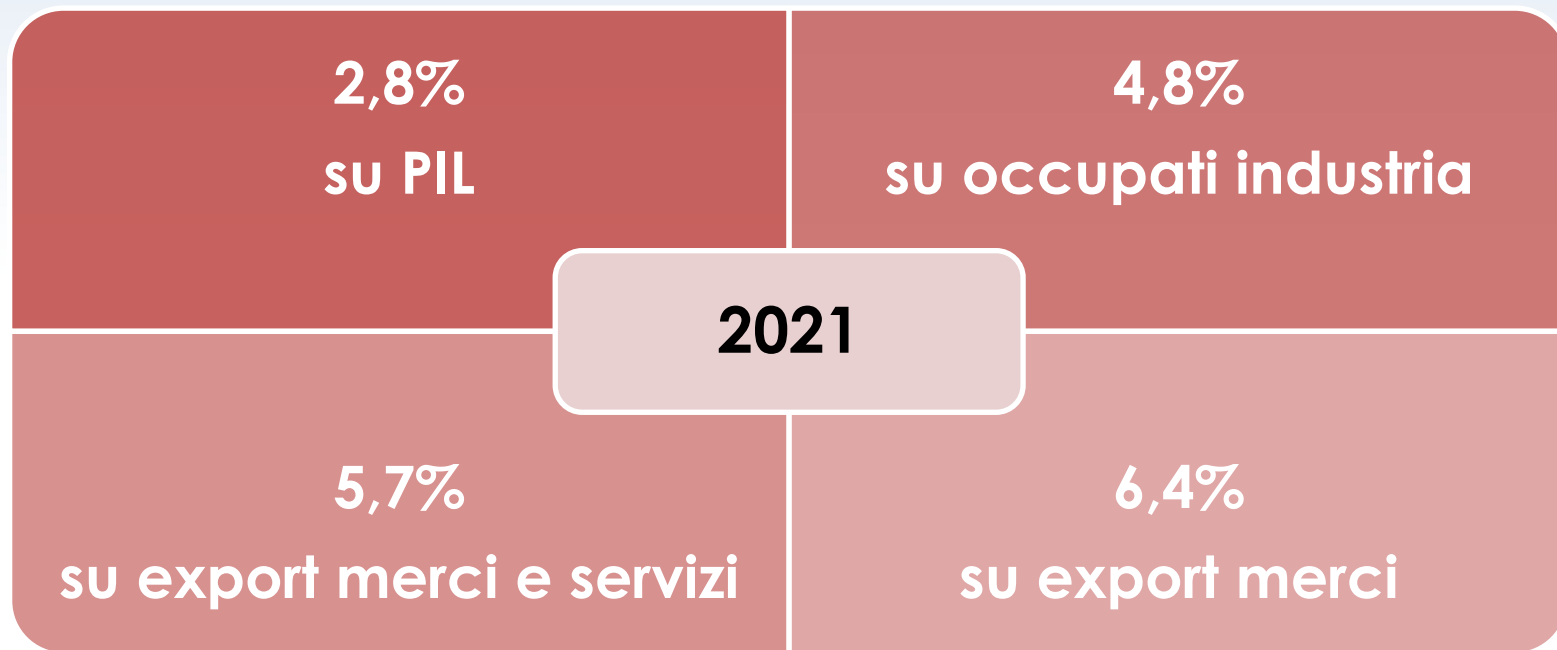 2,8%
su PIL
4,8%
su occupati industria
2021
5,7%
su export merci e servizi
6,4%
su export merci